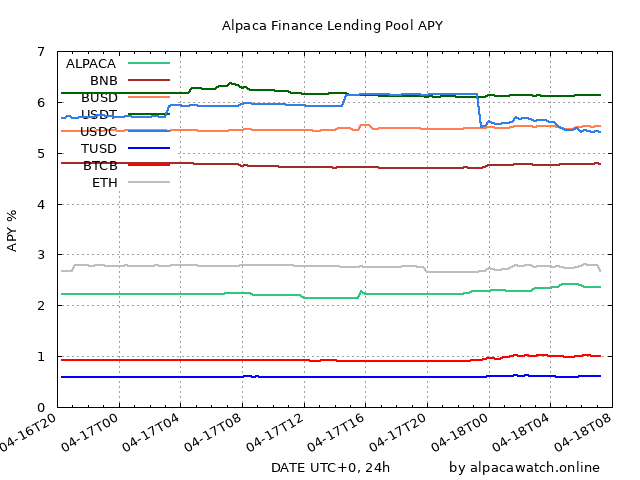 Alpaca Finance Lending Pool APY
7
6
5
4
3
2
1
0
APY %
ALPACA
BNB
BUSD
USDT
USDC
TUSD
BTCB
ETH
04-16T20
04-17T00
04-17T04
04-17T08
04-17T12
04-17T16
04-17T20
04-18T00
04-18T04
04-18T08
DATE UTC+0, 24h
by alpacawatch.online